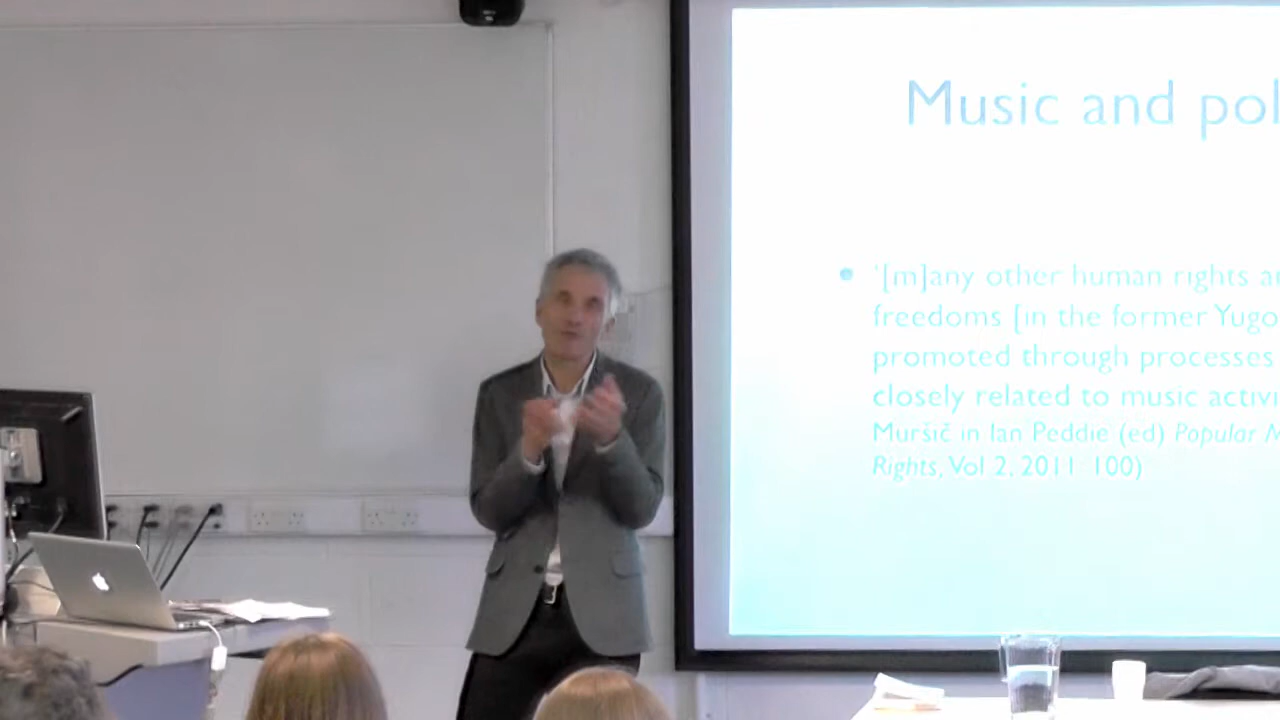 Music and pol
• '[m]any other human rights a
freedoms [in the former Yugo
promoted through processes
closely related to music activi
Muršič in Ian Peddie (ed) Popular M
Rights, Vol 2, 2011: 100)